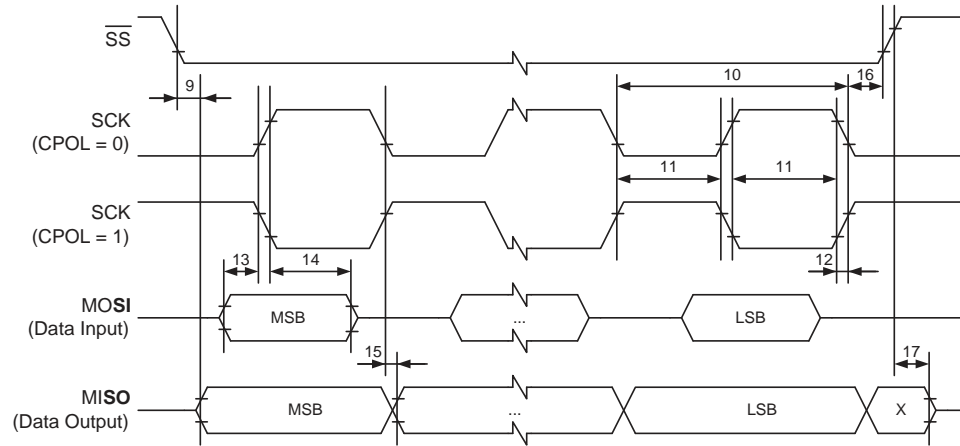 SS
9
10
16
SCK
(CPOL = 0)
11
11
SCK
(CPOL = 1)
13
14
12
MOSI
(Data Input)
MSB
...
LSB
15
17
MISO
(Data Output)
MSB
...
LSB
X